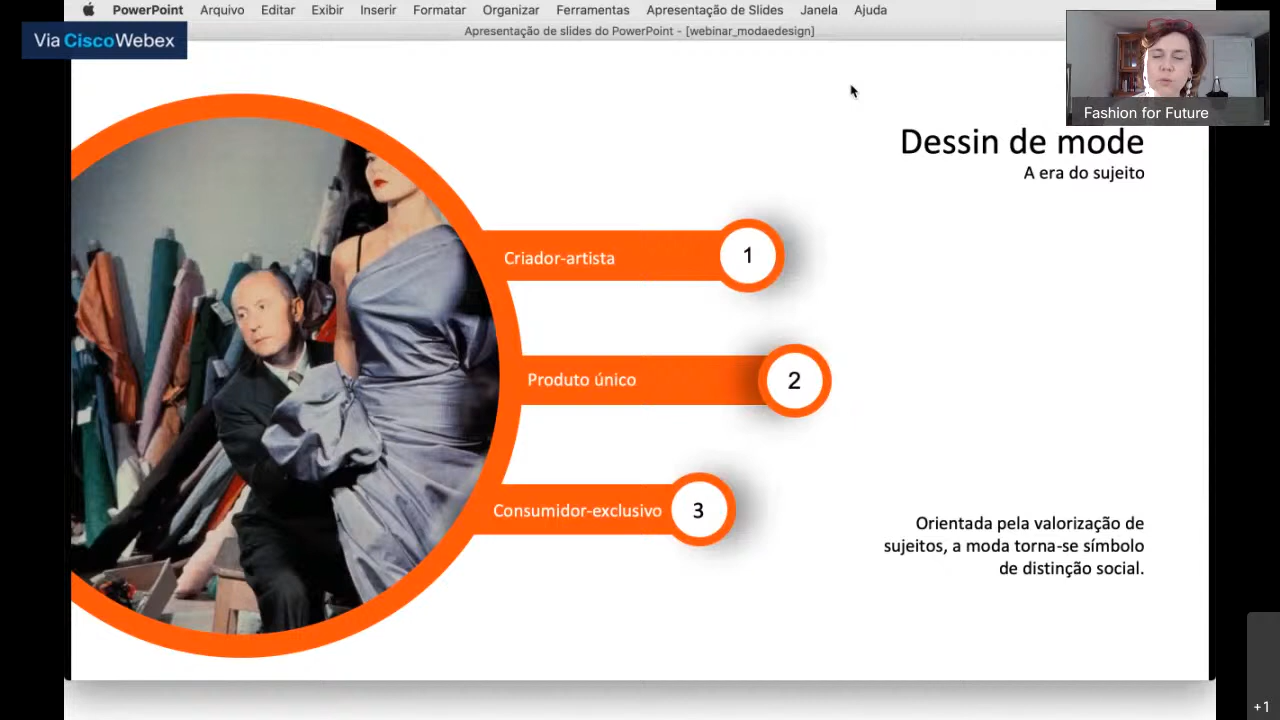 PowerPoint Arquivo Editar Exibir Inserir Formatar Organizar Ferramentas Apresentação de Slides Janela Ajuda
Apresentação de slides do PowerPoint - [webinar_modaedesign]
Via CiscoWebex
Fashion for Future
Dessin de mode
A era do sujeito
Criador-artista 1
Produto único 2
Consumidor-exclusivo 3
Orientada pela valorização de
sujeitos, a moda torna-se símbolo
de distinção social.
+1